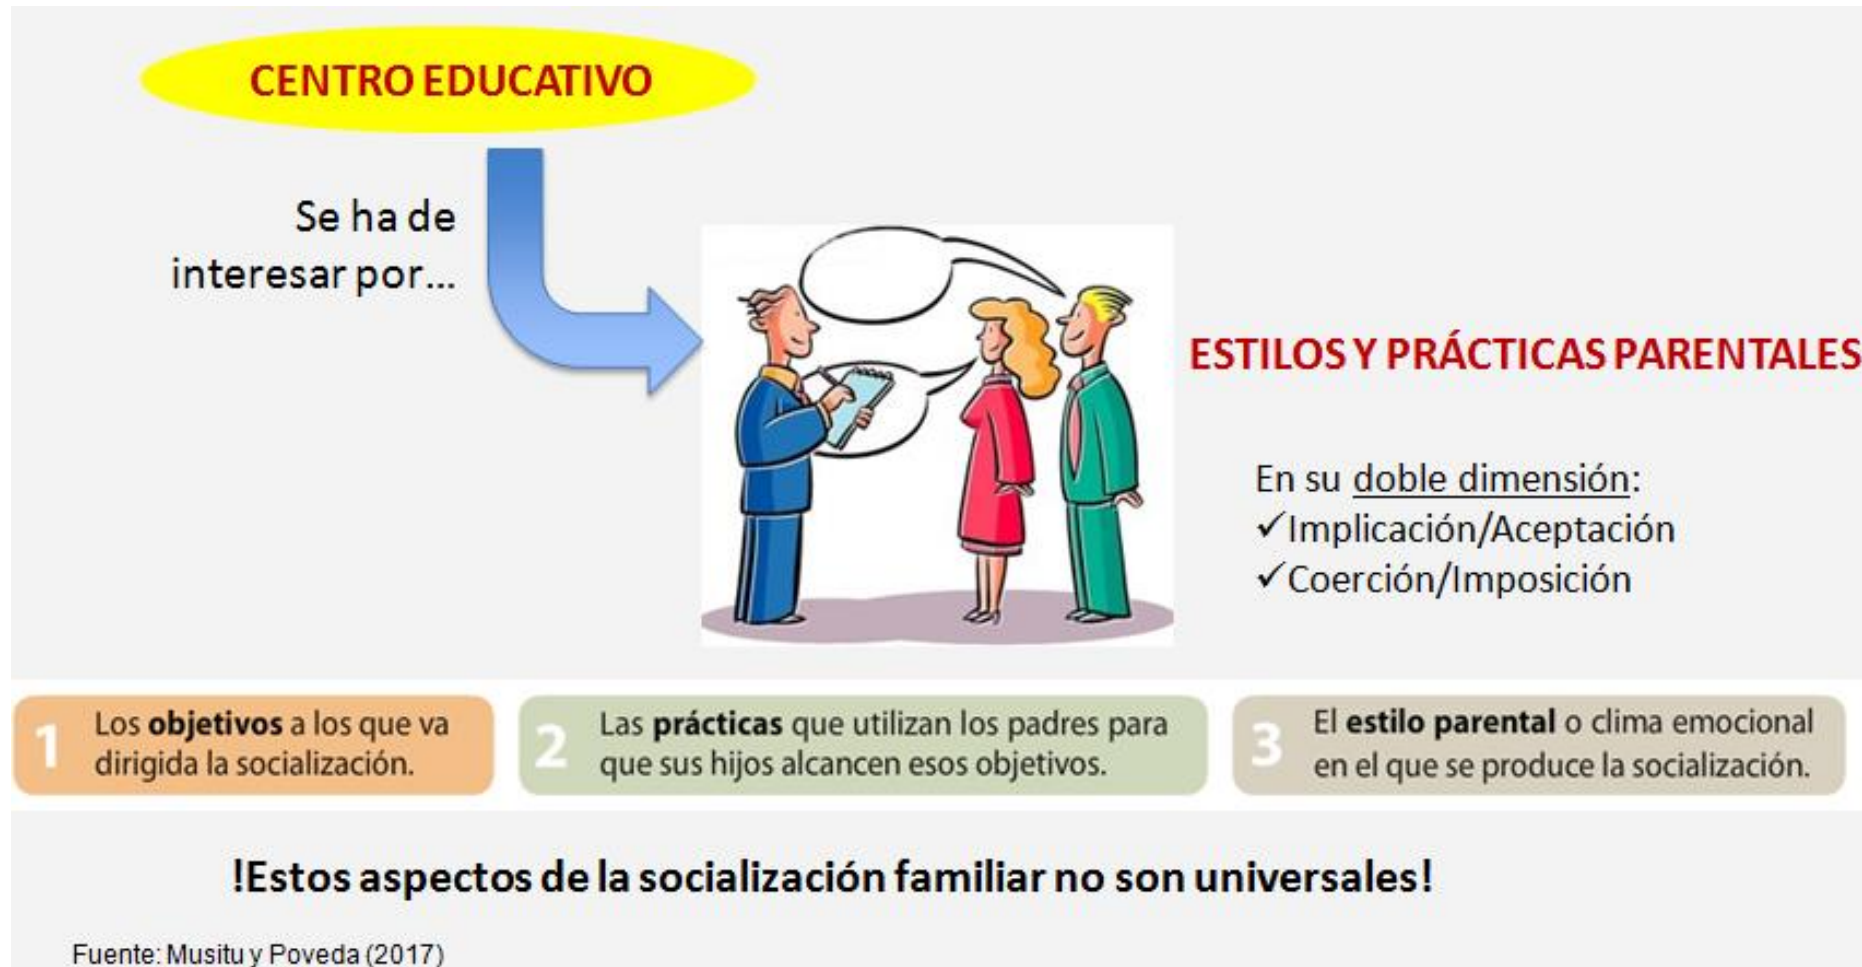 CENTRO EDUCATIVO
Se ha de
interesar por...
ESTILOS Y PRÁCTICAS PARENTALES
En su doble dimensión:
✓Implicación/Aceptación
✓Coerción/Imposición
1 Los objetivos a los que va
dirigida la socialización.
2 Las prácticas que utilizan los padres para
que sus hijos alcancen esos objetivos.
3 El estilo parental o clima emocional
en el que se produce la socialización.
!Estos aspectos de la socialización familiar no son universales!
Fuente: Musitu y Poveda (2017)